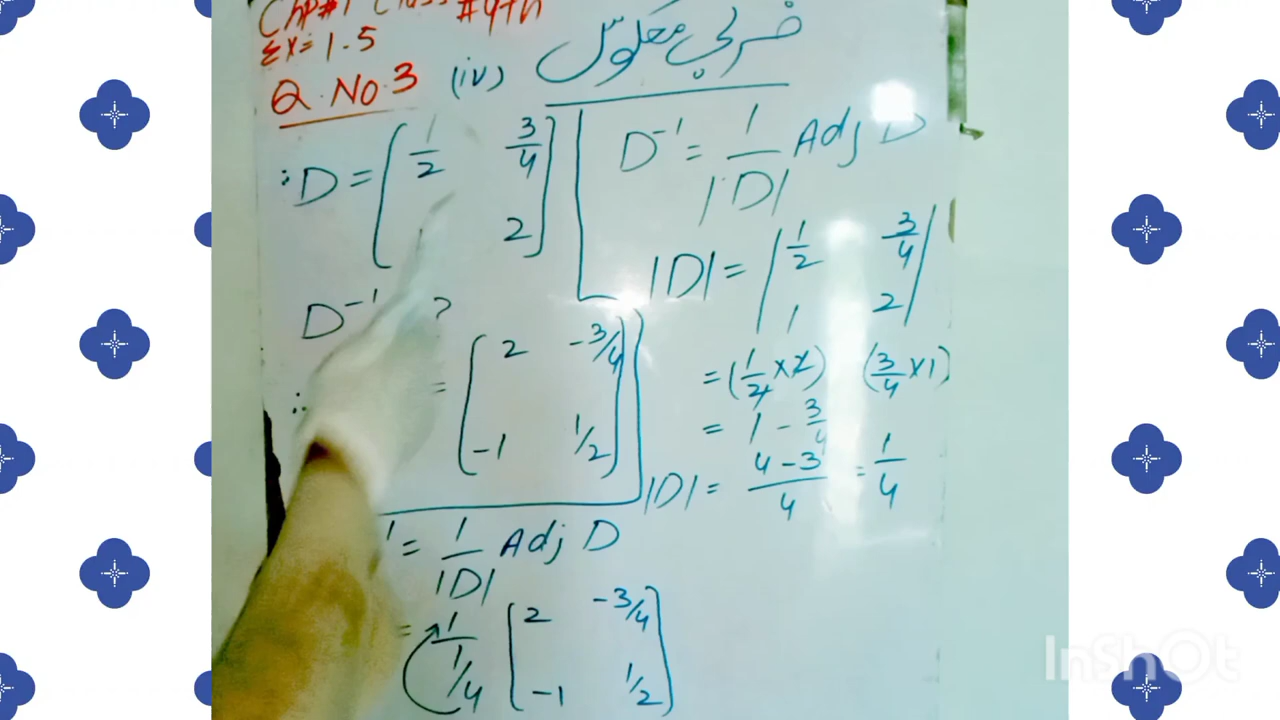 Chp#1 Class #9th
Ex= 1.5
Q.No.3 (iv) ضربی معکوس
∴D = [1/2 3/4
2]
D⁻¹ ?
∴ = [2 -3/4
-1 1/2]
D⁻¹ = 1/|D| Adj D
|D| = |1/2 3/4
1 2|
= (1/2 × 2) (3/4 × 1)
= 1 - 3/4
|D| = 4-3/4 = 1/4
¹ = 1/|D| Adj D
= 1/1/4 [2 -3/4
-1 1/2]
InShOt